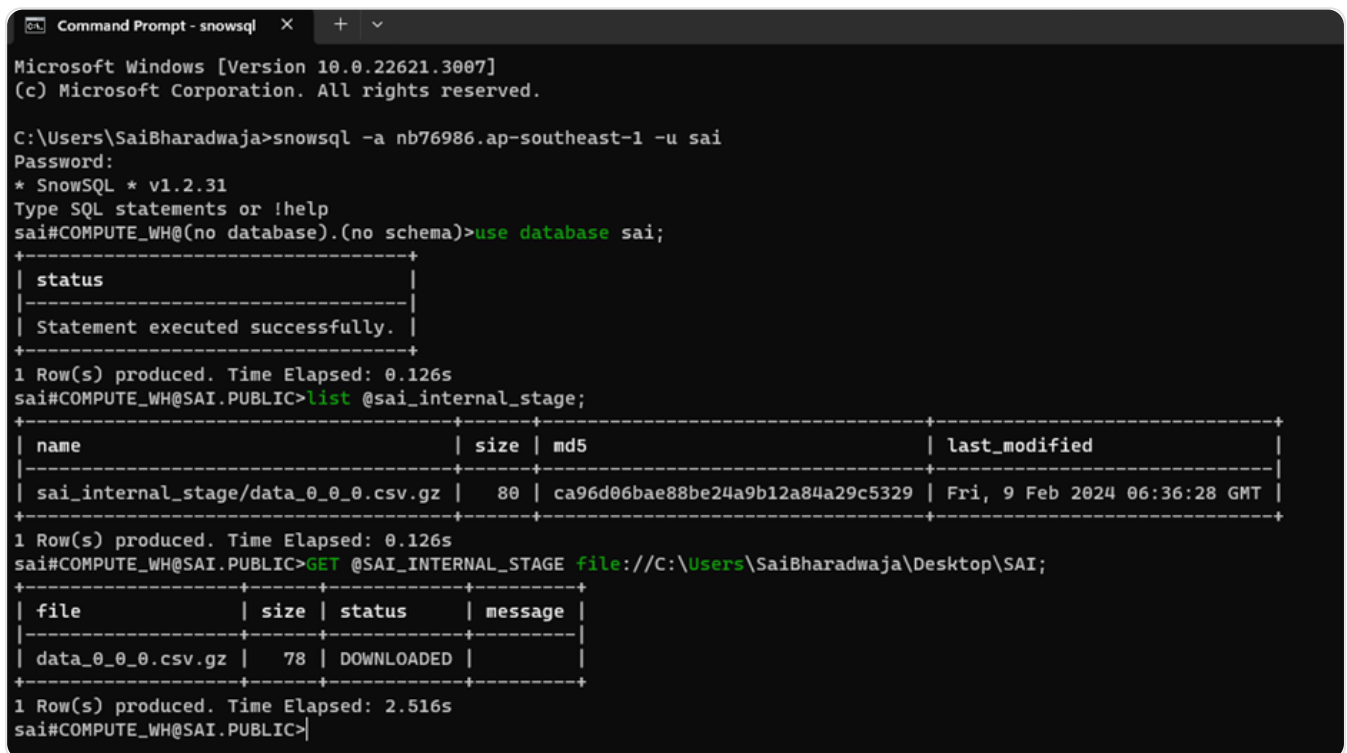 Command Prompt - snowsql
Microsoft Windows [Version 10.0.22621.3007]
(c) Microsoft Corporation. All rights reserved.
C:\Users\SaiBharadwaja>snowsql -a nb76986.ap-southeast-1 -u sai
Password:
* SnowSQL * v1.2.31
Type SQL statements or !help
sai#COMPUTE_WH@(no database).(no schema)>use database sai;
+----------------------------------+
| status                           |
|----------------------------------|
| Statement executed successfully. |
+----------------------------------+
1 Row(s) produced. Time Elapsed: 0.126s
sai#COMPUTE_WH@SAI.PUBLIC>list @sai_internal_stage;
+--------------------------------------+------+----------------------------------+------------------------------+
| name                                 | size | md5                              | last_modified                |
|--------------------------------------+------+----------------------------------+------------------------------|
| sai_internal_stage/data_0_0_0.csv.gz |   80 | ca96d06bae88be24a9b12a84a29c5329 | Fri, 9 Feb 2024 06:36:28 GMT |
+--------------------------------------+------+----------------------------------+------------------------------+
1 Row(s) produced. Time Elapsed: 0.126s
sai#COMPUTE_WH@SAI.PUBLIC>GET @SAI_INTERNAL_STAGE file://C:\Users\SaiBharadwaja\Desktop\SAI;
+-------------------+------+------------+---------+
| file              | size | status     | message |
|-------------------+------+------------+---------|
| data_0_0_0.csv.gz |   78 | DOWNLOADED |         |
+-------------------+------+------------+---------+
1 Row(s) produced. Time Elapsed: 2.516s
sai#COMPUTE_WH@SAI.PUBLIC>